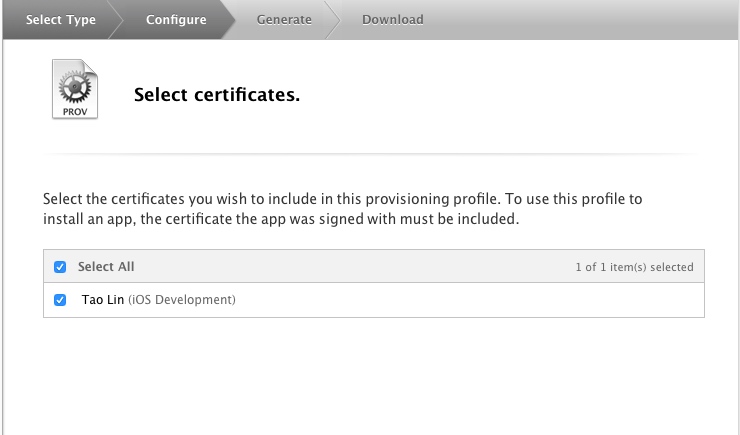 Select Type Configure Generate Download
PROV
Select certificates.
Select the certificates you wish to include in this provisioning profile. To use this profile to
install an app, the certificate the app was signed with must be included.
Select All 1 of 1 item(s) selected
Tao Lin (iOS Development)